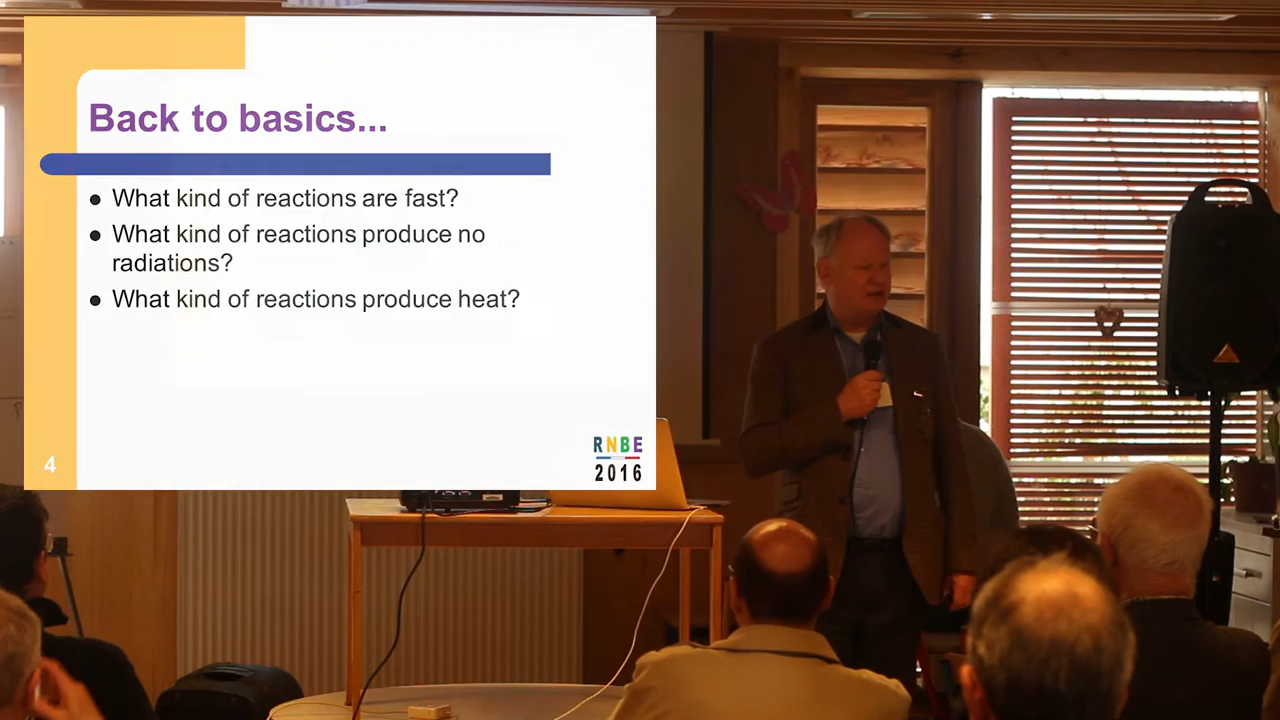 Back to basics...
● What kind of reactions are fast?
● What kind of reactions produce no
radiations?
● What kind of reactions produce heat?
4
RNBE
2016